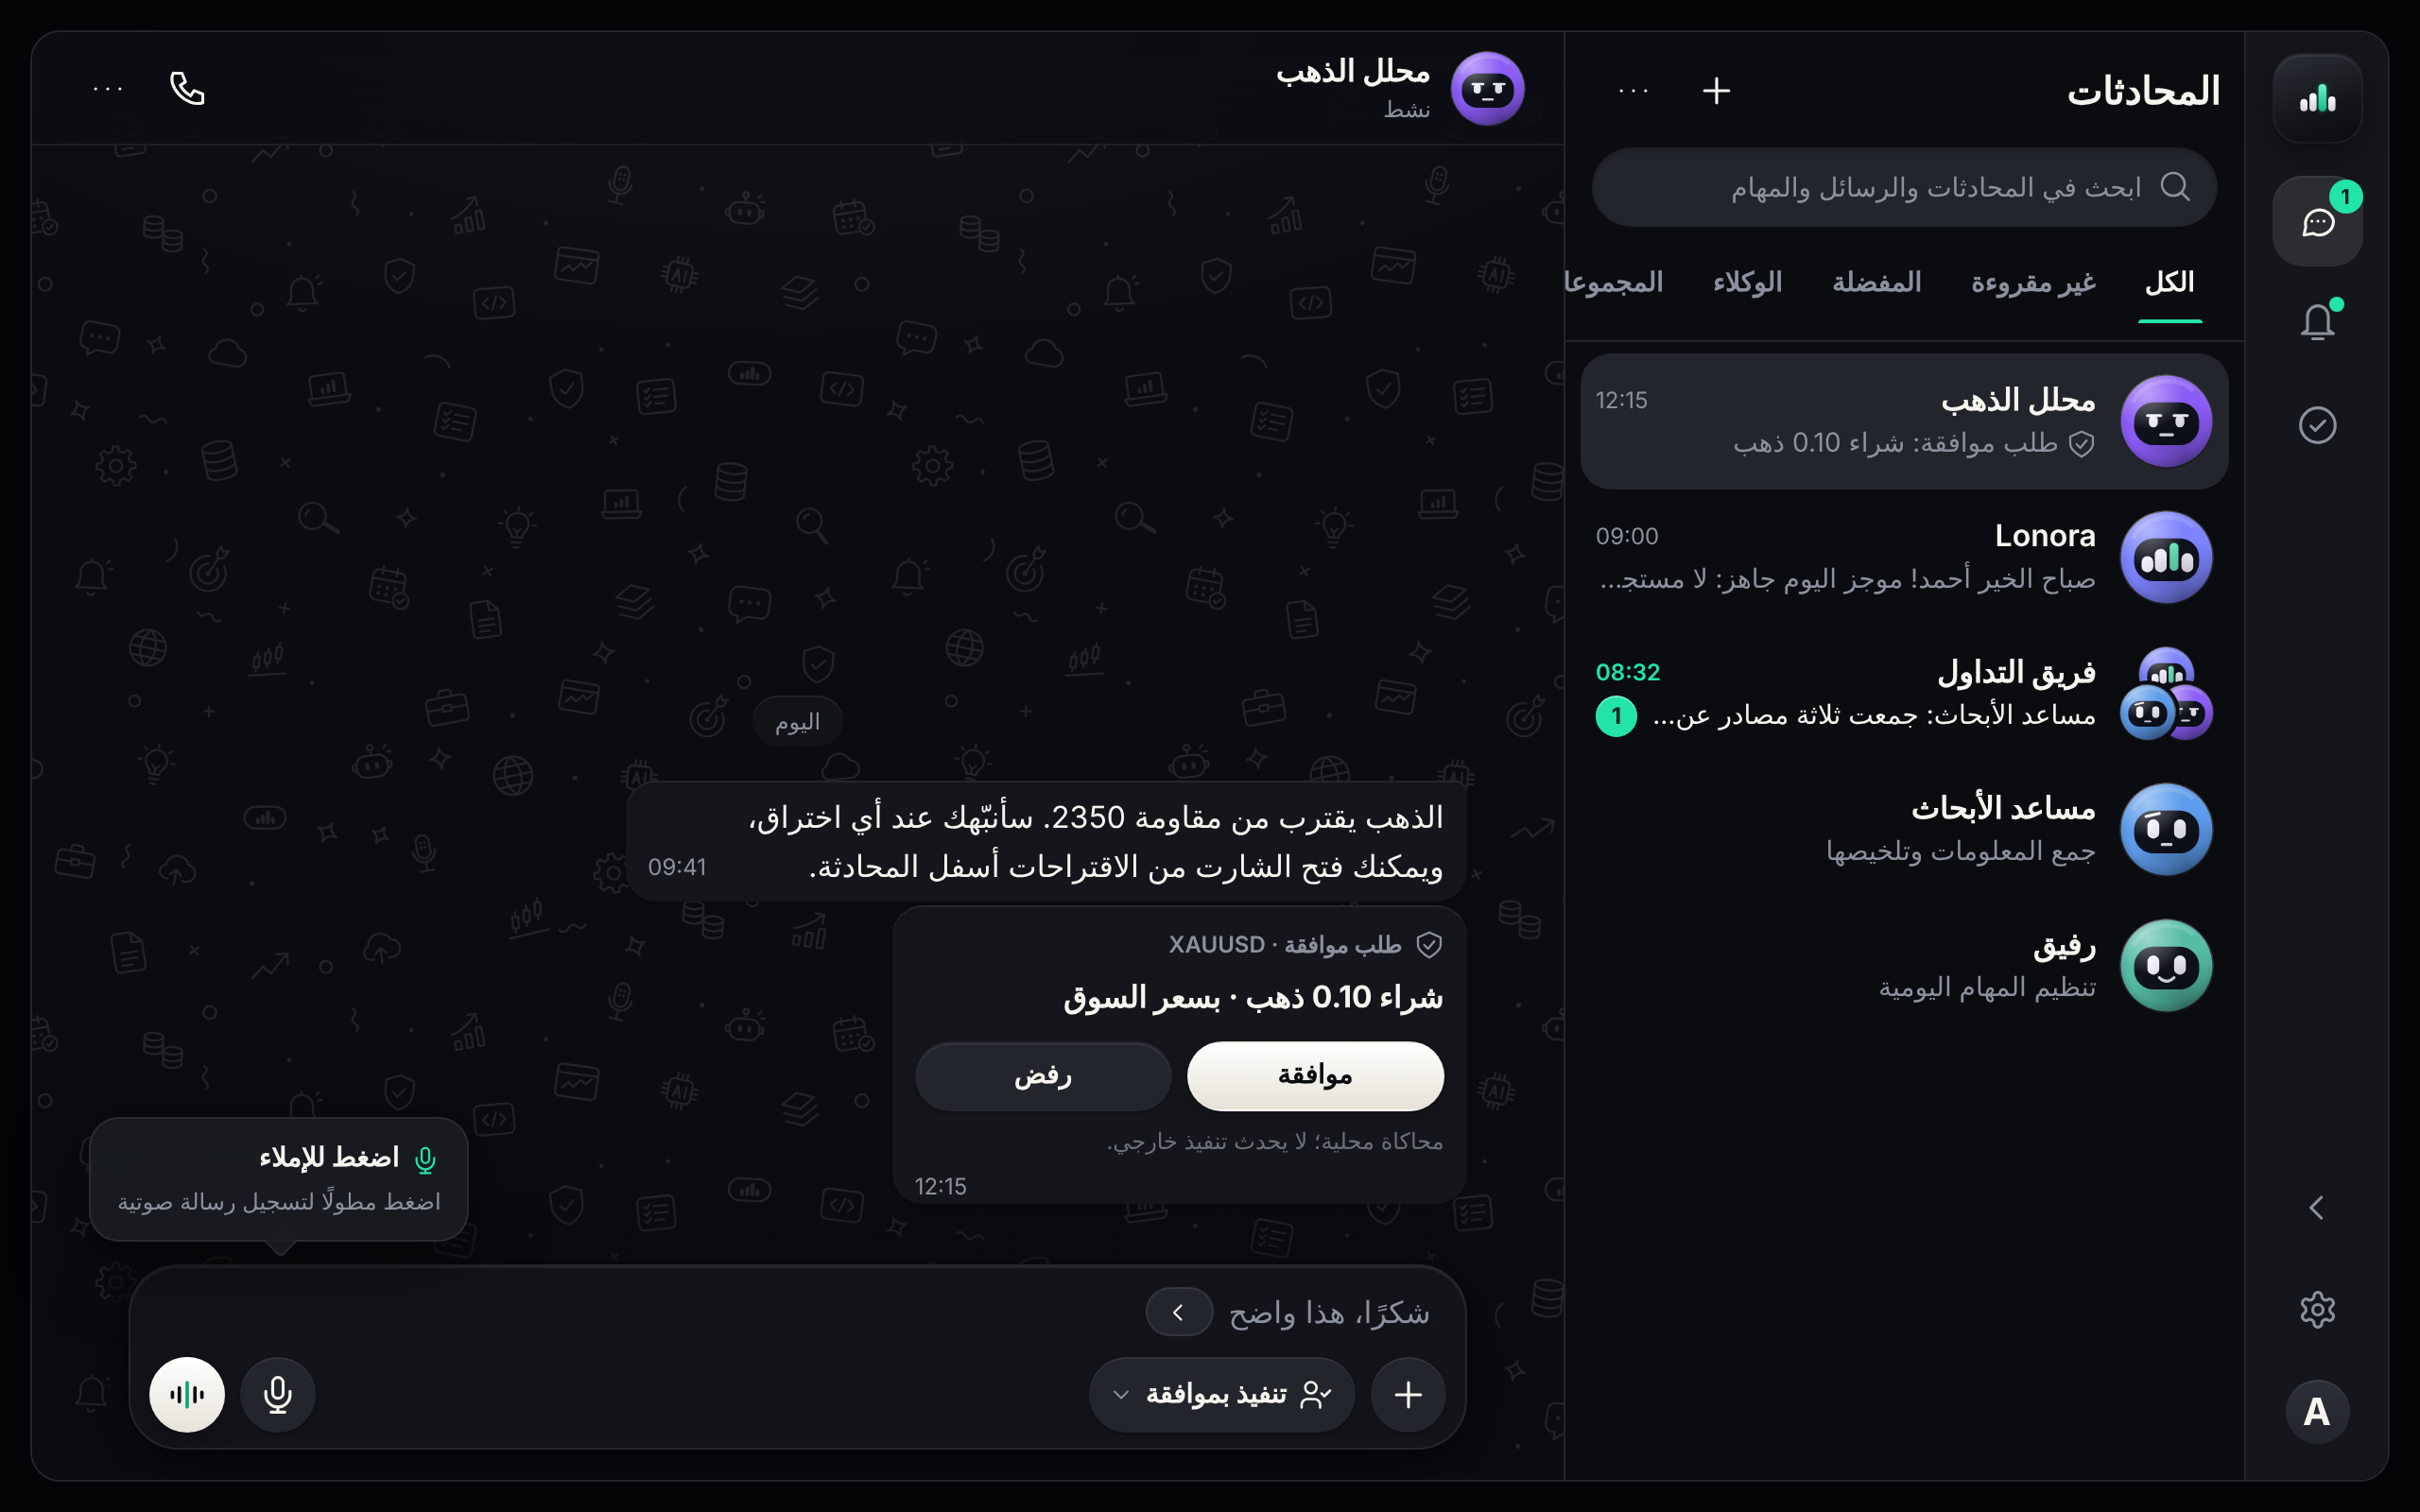 1
A
المحادثات
ابحث في المحادثات والرسائل والمهام
الكل
غير مقروءة
المفضلة
الوكلاء
المجموعا
محلل الذهب
12:15
طلب موافقة: شراء 0.10 ذهب
Lonora
09:00
صباح الخير أحمد! موجز اليوم جاهز: لا مستجـ...
فريق التداول
08:32
مساعد الأبحاث: جمعت ثلاثة مصادر عن...
1
مساعد الأبحاث
جمع المعلومات وتلخيصها
رفيق
تنظيم المهام اليومية
محلل الذهب
نشط
اليوم
الذهب يقترب من مقاومة 2350. سأنبّهك عند أي اختراق،
ويمكنك فتح الشارت من الاقتراحات أسفل المحادثة.
09:41
طلب موافقة · XAUUSD
شراء 0.10 ذهب · بسعر السوق
موافقة
رفض
محاكاة محلية؛ لا يحدث تنفيذ خارجي.
12:15
اضغط للإملاء
اضغط مطولًا لتسجيل رسالة صوتية
شكرًا، هذا واضح
تنفيذ بموافقة